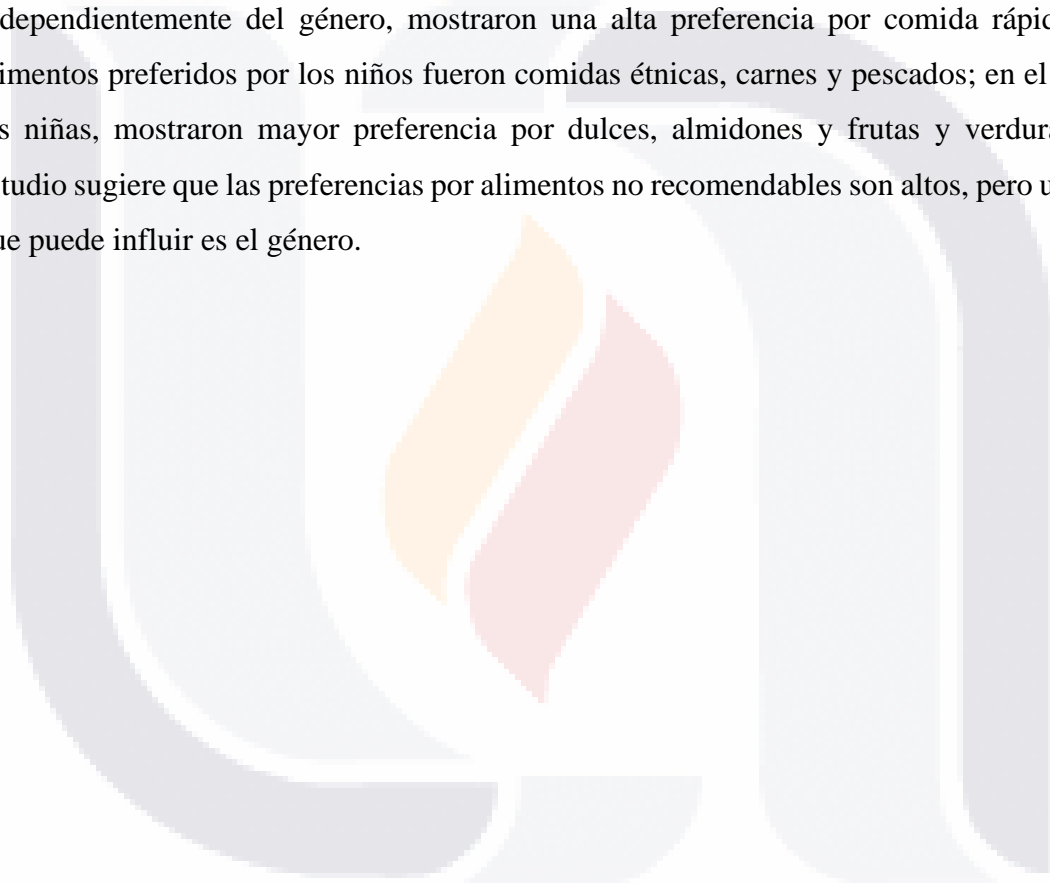 dependientemente del género, mostraron una alta preferencia por comida rápid
imentos preferidos por los niños fueron comidas étnicas, carnes y pescados; en el
s niñas, mostraron mayor preferencia por dulces, almidones y frutas y verdura
tudio sugiere que las preferencias por alimentos no recomendables son altos, pero u
ue puede influir es el género.